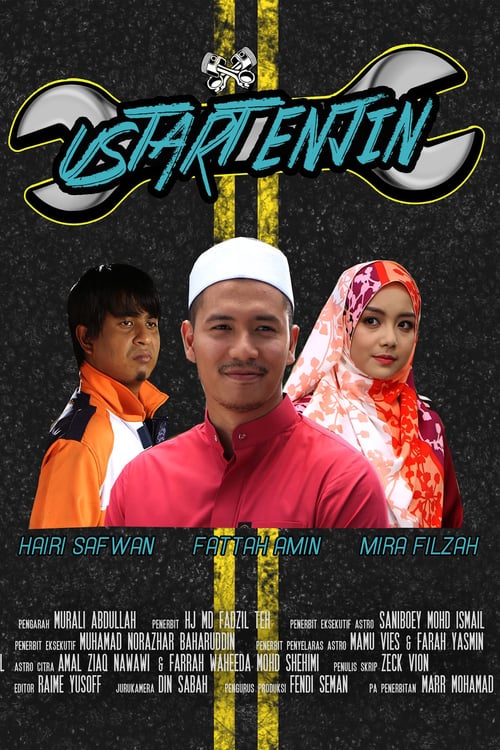 USTART ENJIN
HAIRI SAFWAN FATTAH AMIN MIRA FILZAH
PENGARAH MURALI ABDULLAH PENERBIT HJ MD FADZIL TEH PENERBIT EKSEKUTIF ASTRO SANIBOEY MOHD ISMAIL
PENERBIT EKSEKUTIF MUHAMAD NORAZHAR BAHARUDDIN PENERBIT PENYELARAS ASTRO MAMU VIES & FARAH YASMIN
L ASTRO CITRA AMAL ZIAQ NAWAWI & FARRAH WAHEEDA MOHD SHEHIMI PENULIS SKRIP ZECK VION
EDITOR RAIME YUSOFF JURUKAMERA DIN SABAH PENGURUS PRODUKSI FENDI SEMAN PA PENERBITAN MARR MOHAMAD